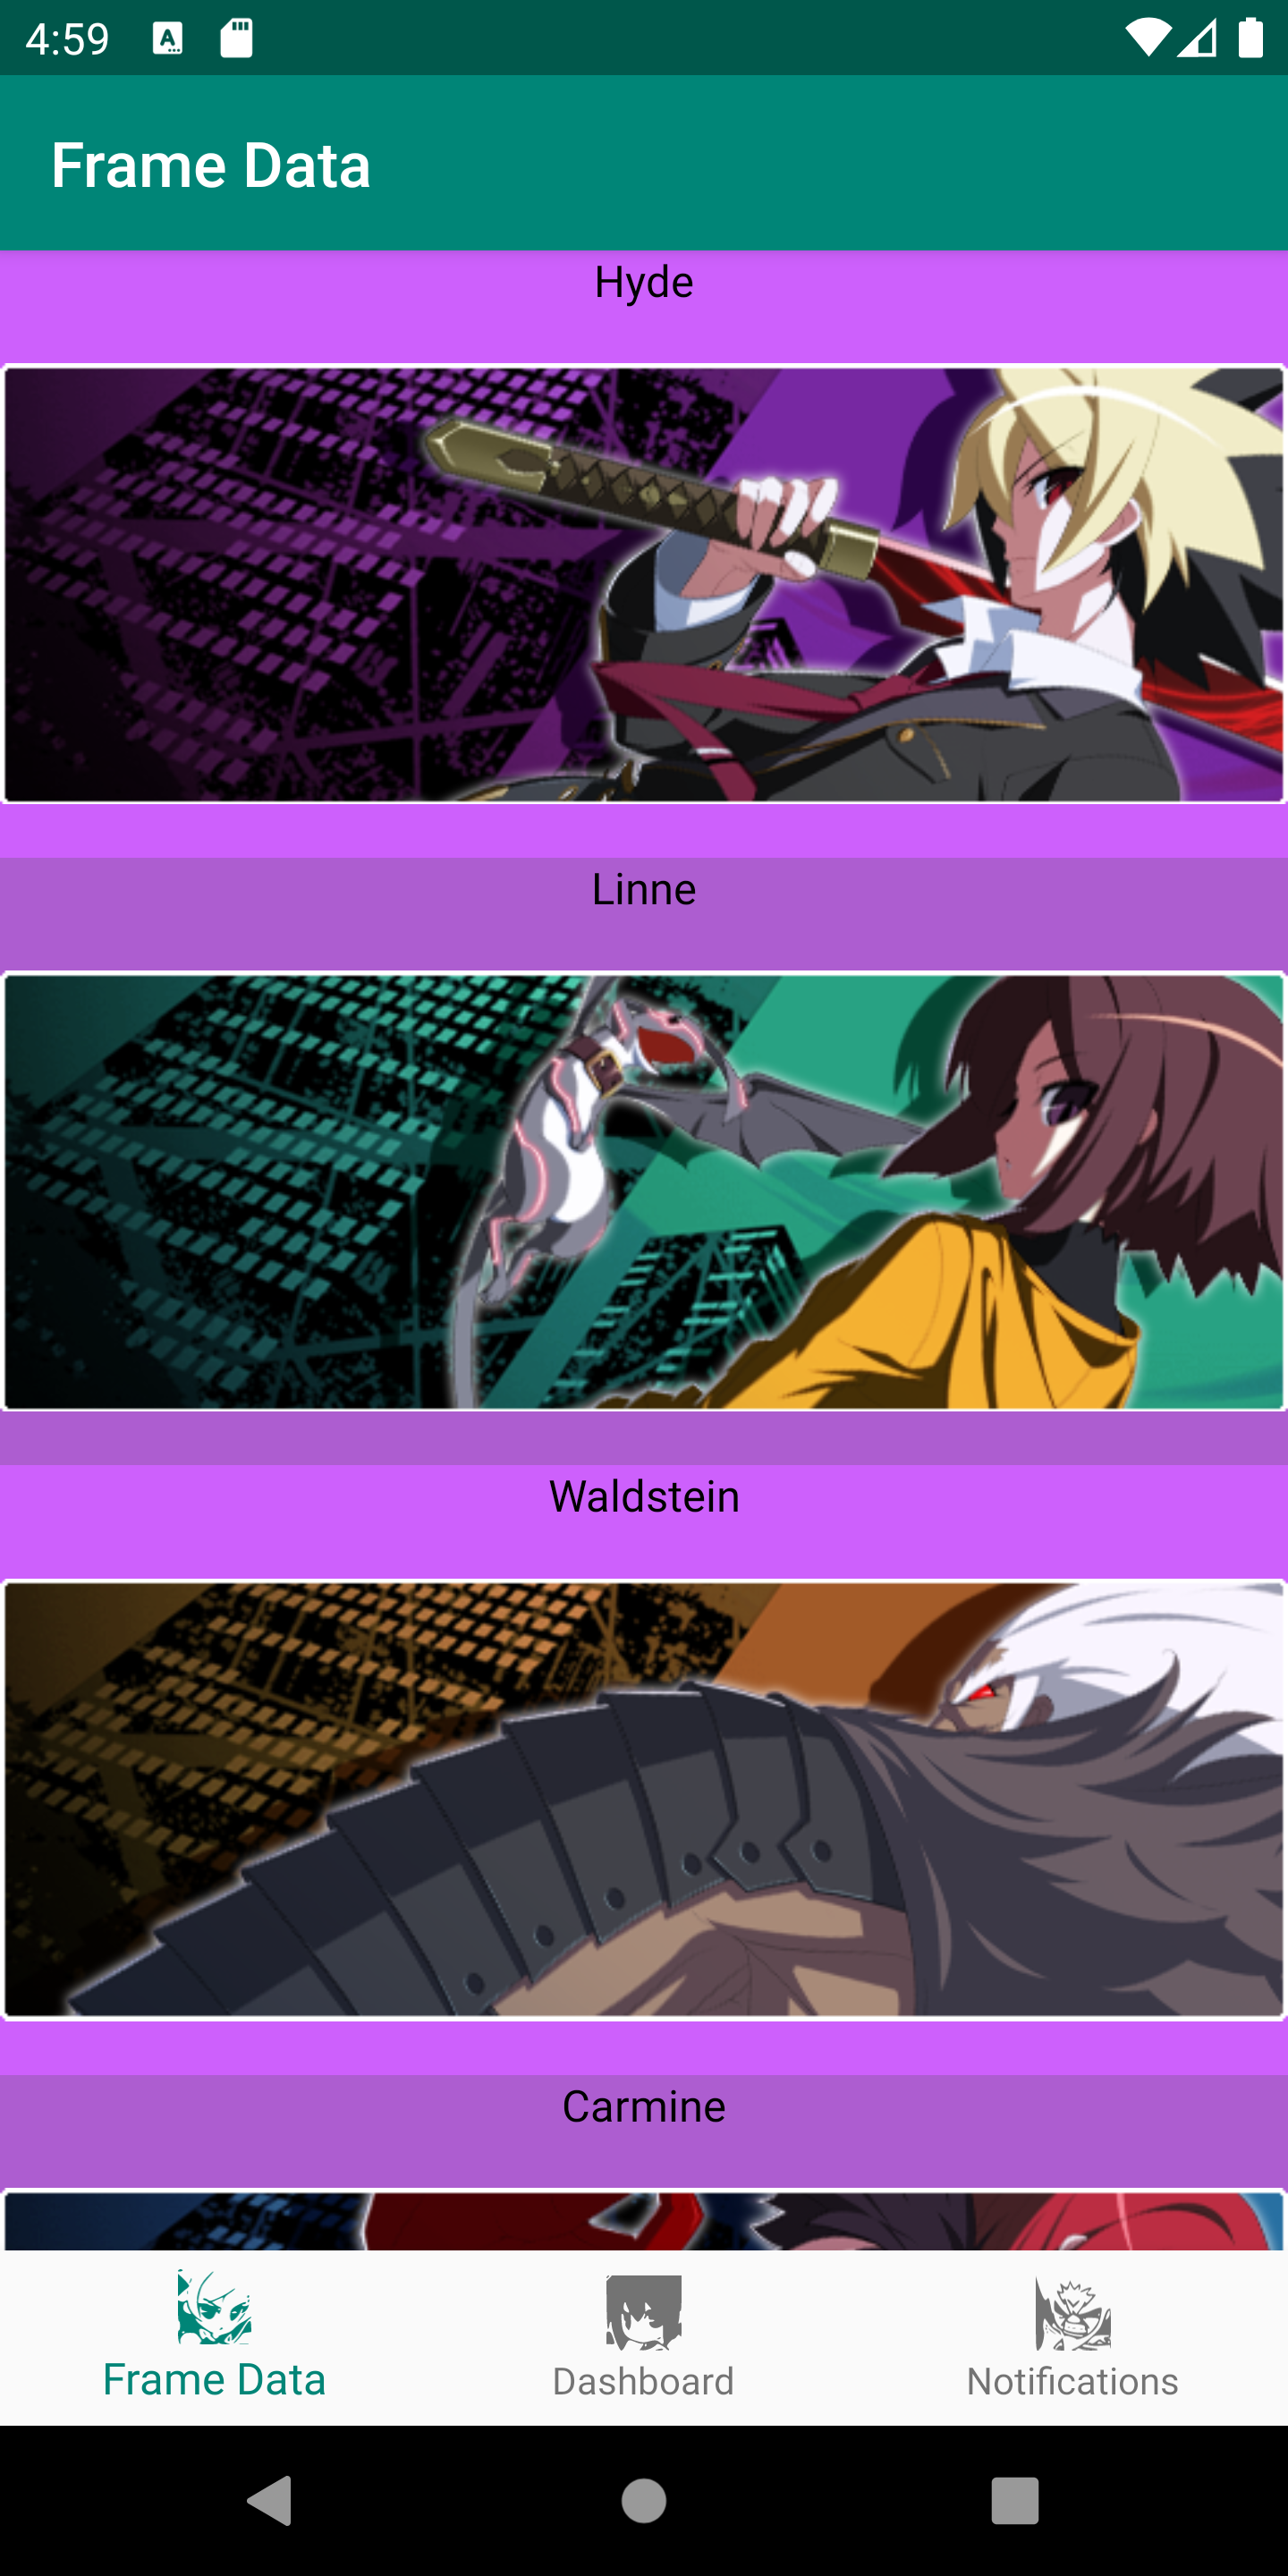 4:59
Frame Data
Hyde
Linne
Waldstein
Carmine
Frame Data
Dashboard
Notifications